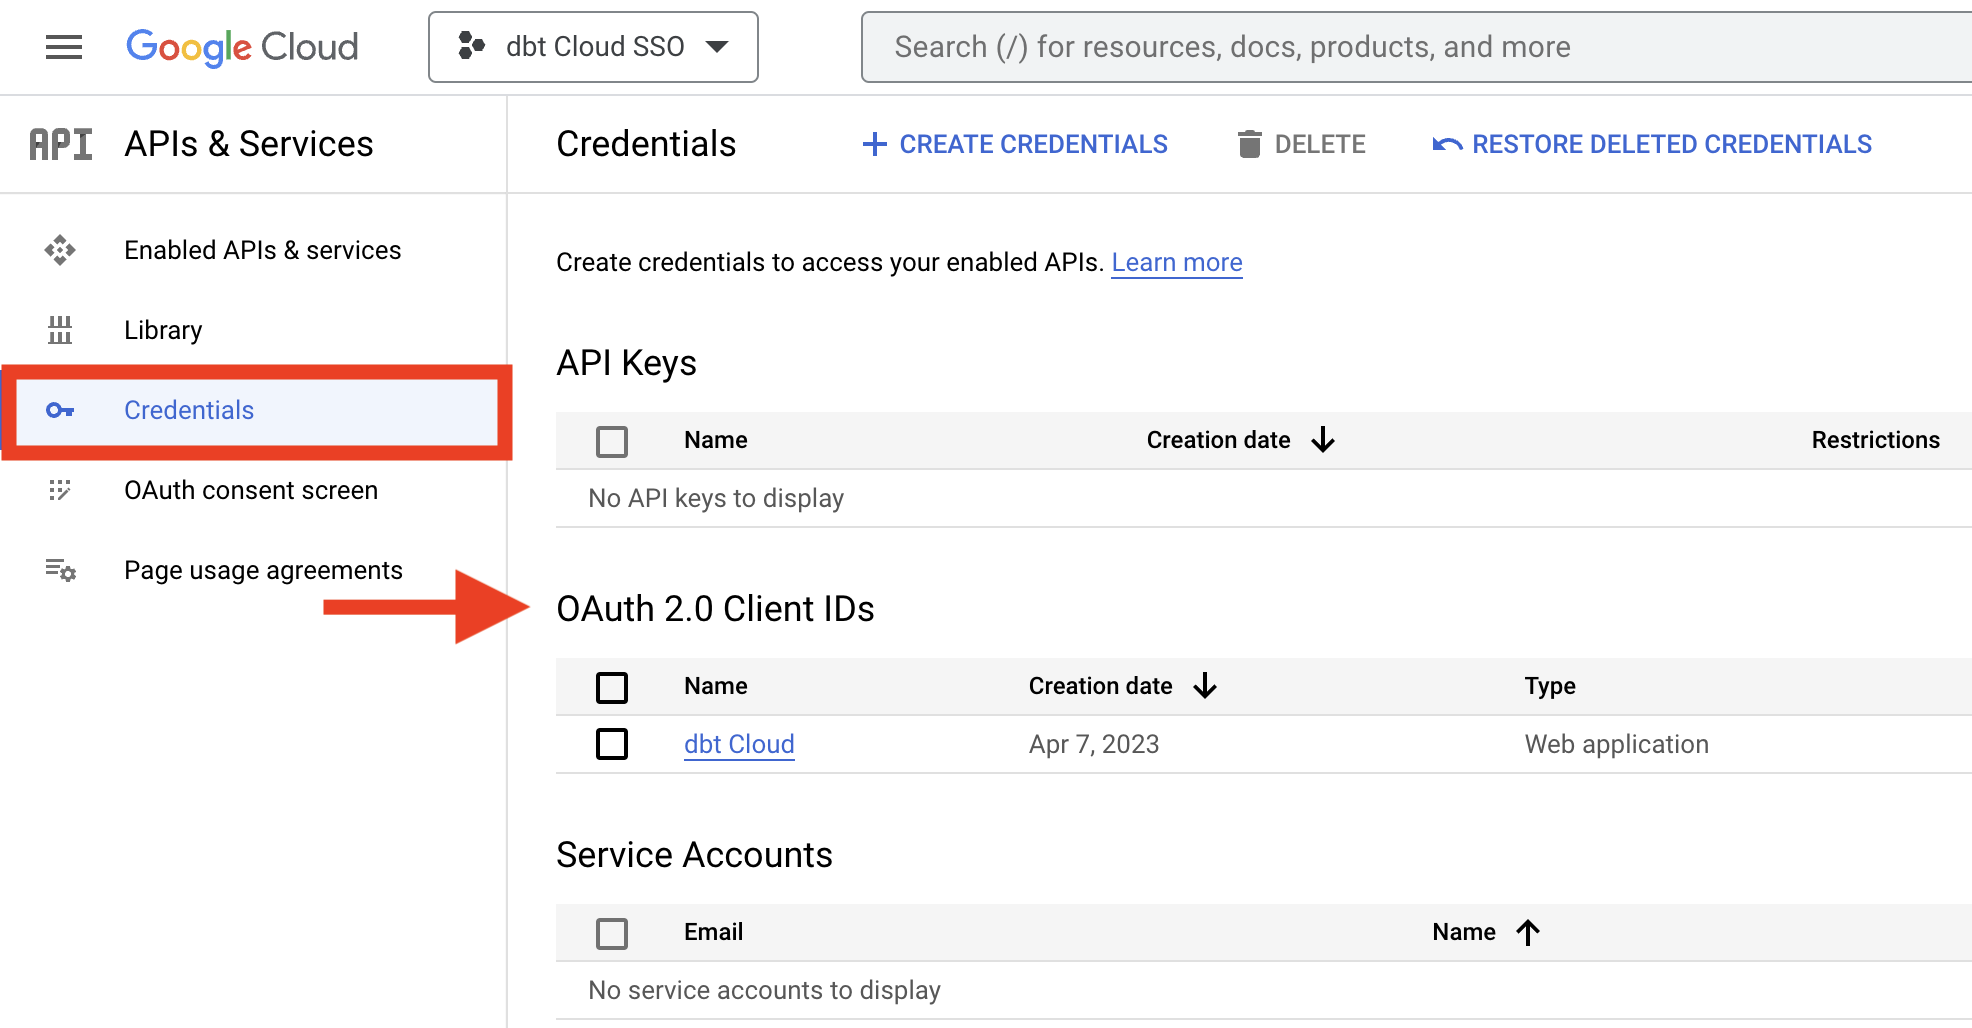 Google Cloud
dbt Cloud SSO
Search (/) for resources, docs, products, and more
API
APIs & Services
Credentials
CREATE CREDENTIALS
DELETE
RESTORE DELETED CREDENTIALS
Enabled APIs & services
Library
Credentials
OAuth consent screen
Page usage agreements
Create credentials to access your enabled APIs. Learn more
API Keys
Name Creation date Restrictions
No API keys to display
OAuth 2.0 Client IDs
Name Creation date Type
dbt Cloud Apr 7, 2023 Web application
Service Accounts
Email Name
No service accounts to display